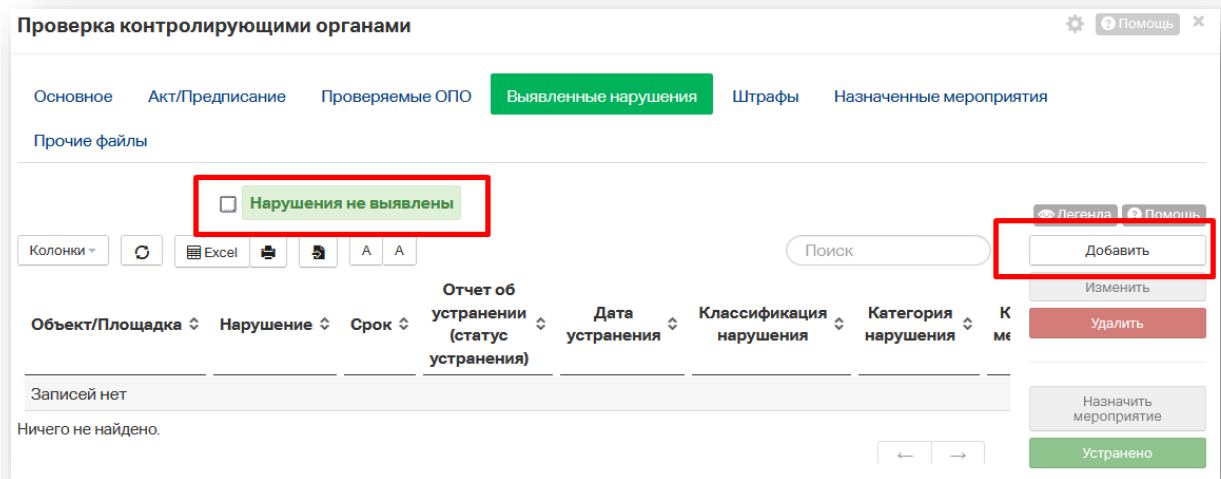 Проверка контролирующими органами
Помощь
Основное Акт/Предписание Проверяемые ОПО Выявленные нарушения Штрафы Назначенные мероприятия
Прочие файлы
Нарушения не выявлены
Легенда Помощь
Колонки Excel A A Поиск Добавить
Изменить
Удалить
Объект/Площадка Нарушение Срок Отчет об устранении (статус устранения) Дата устранения Классификация нарушения Категория нарушения К ме
Записей нет
Ничего не найдено.
Назначить
мероприятие
← →
Устранено